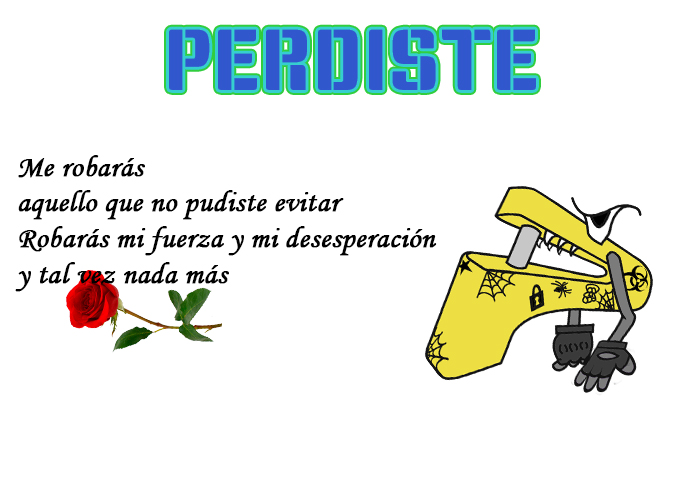 PERDISTE
Me robarás
aquello que no pudiste evitar
Robarás mi fuerza y mi desesperación
y tal vez nada más